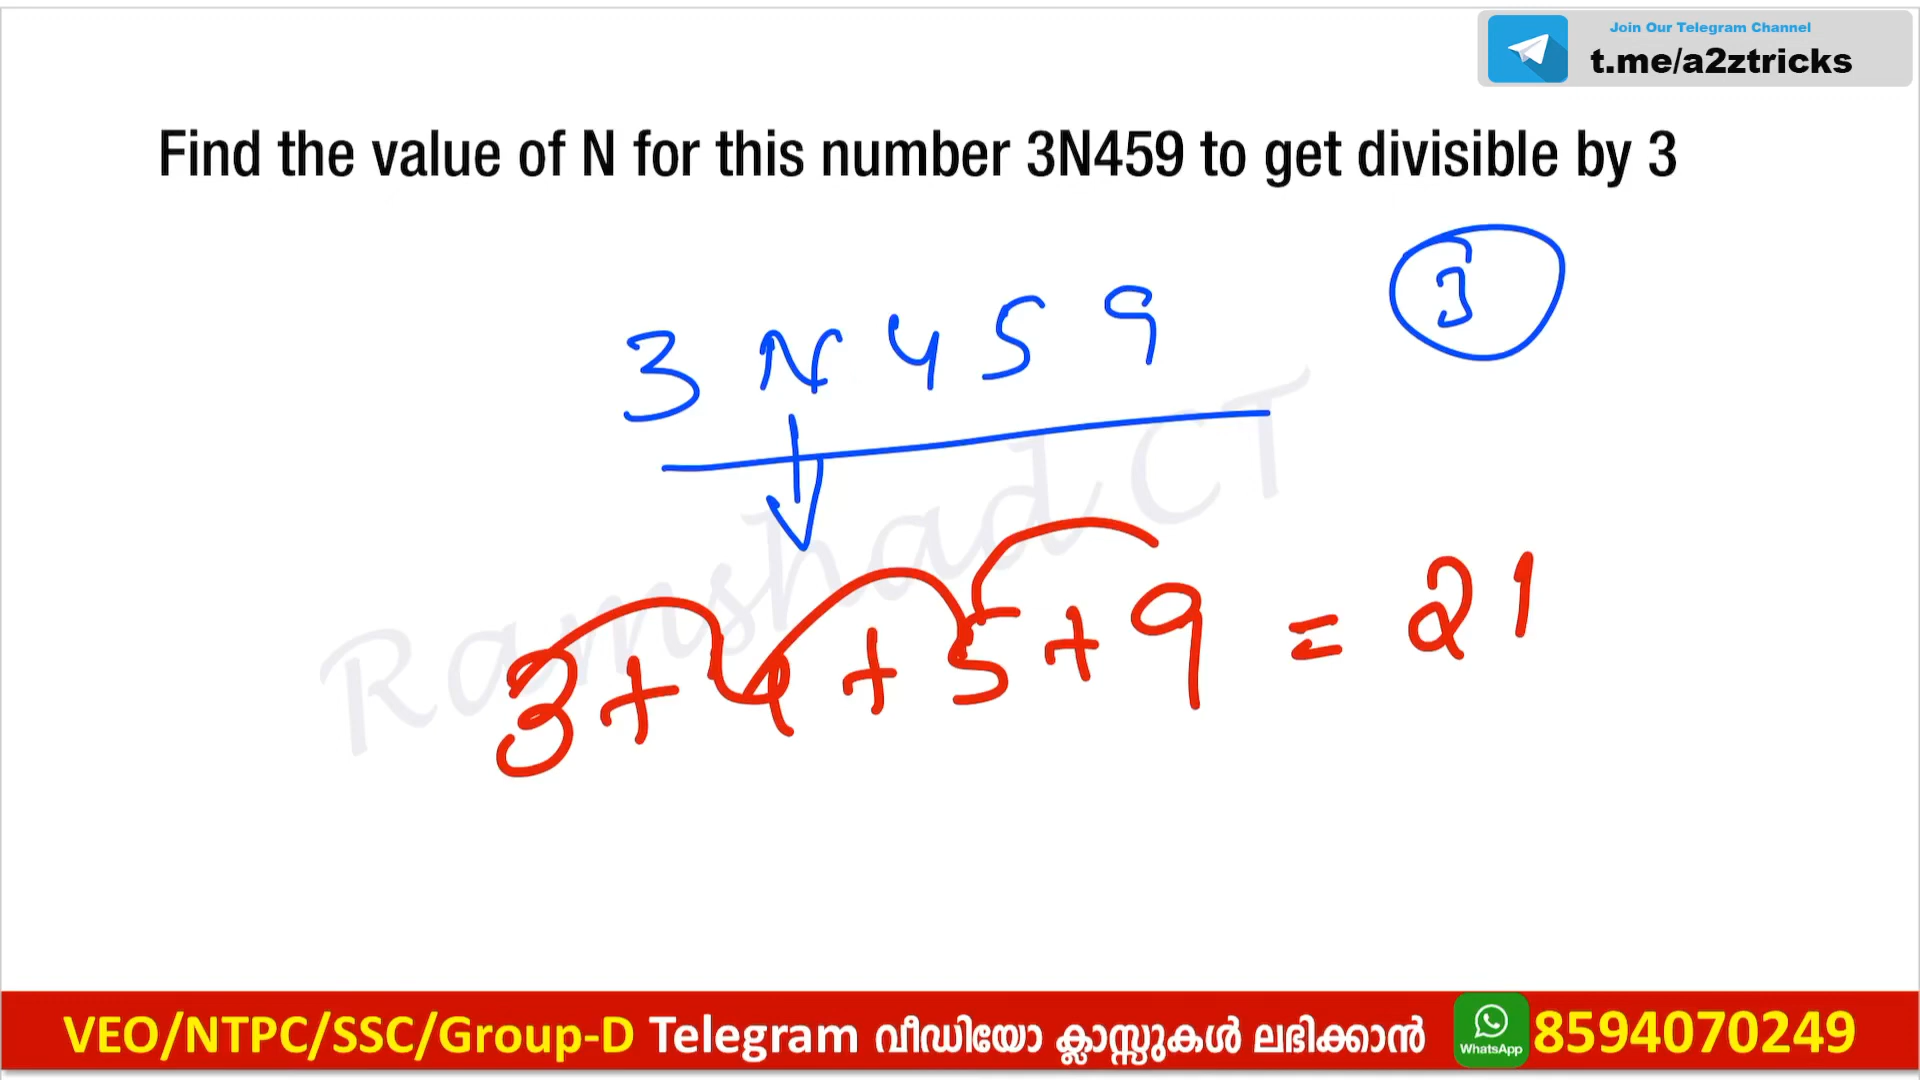 Join Our Telegram Channel
t.me/a2ztricks
Find the value of N for this number 3N459 to get divisible by 3
3
3 N 4 5 9
Ramshad CT
3+4+5+9 = 21
VEO/NTPC/SSC/Group-D Telegram വീഡിയോ ക്ലാസ്സുകൾ ലഭിക്കാൻ WhatsApp 8594070249